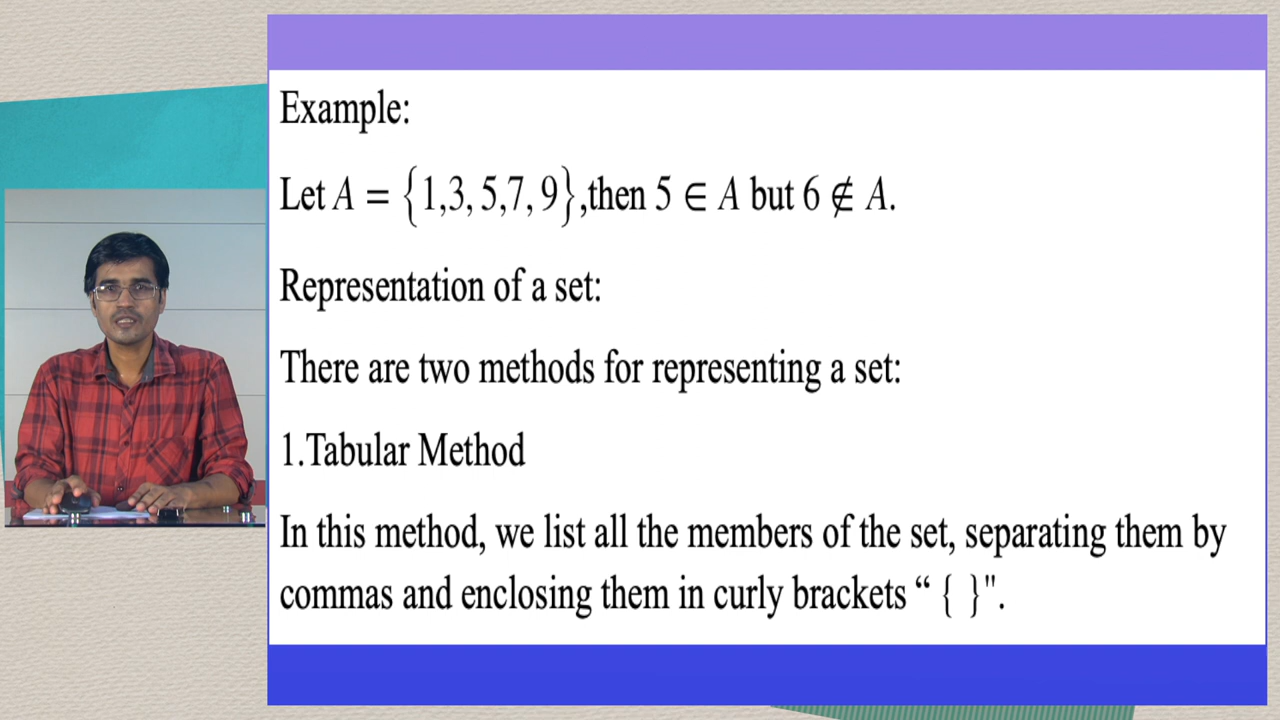 Example:
Let A = {1,3, 5,7, 9},then 5 ∈ A but 6 ∉ A.
Representation of a set:
There are two methods for representing a set:
1.Tabular Method
In this method, we list all the members of the set, separating them by
commas and enclosing them in curly brackets “ { }".